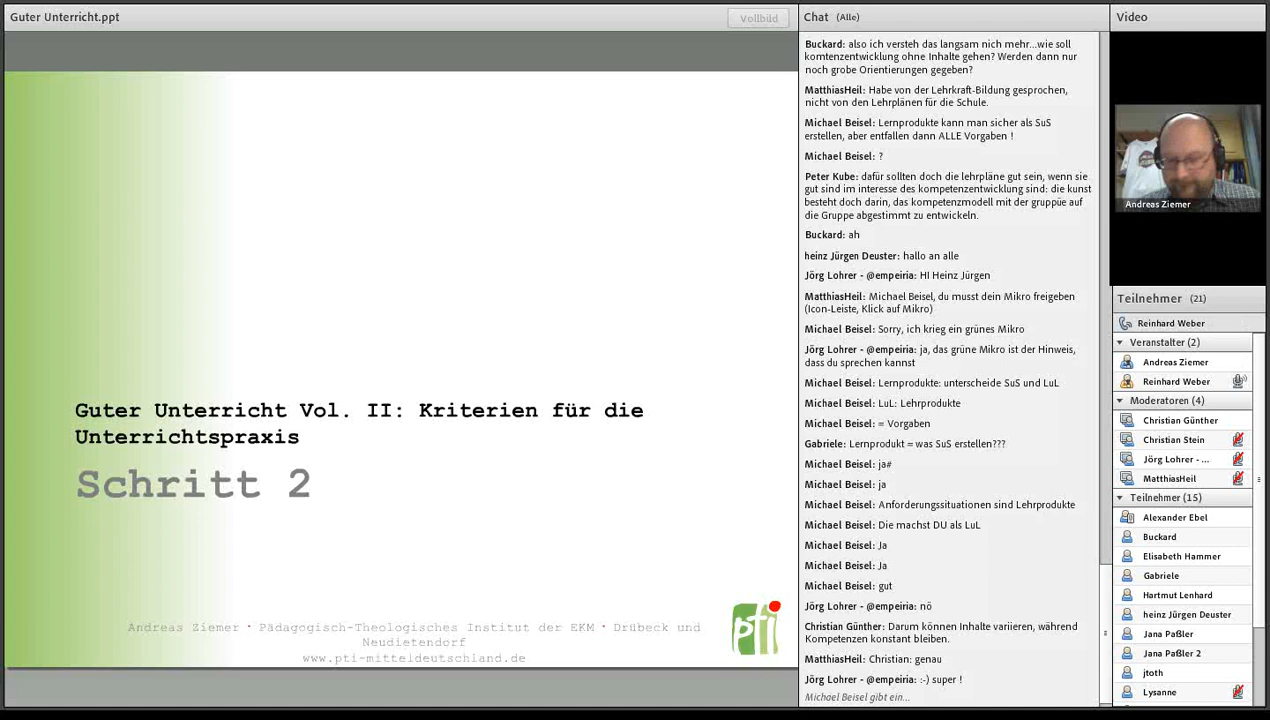 Guter Unterricht.ppt
Vollbild
Guter Unterricht Vol. II: Kriterien für die
Unterrichtspraxis
Schritt 2
Andreas Ziemer · Pädagogisch-Theologisches Institut der EKM · Drübeck und
Neudietendorf
www.pti-mitteldeutschland.de
pti
Chat (Alle)
Buckard: also ich versteh das langsam nich mehr...wie soll
komtenzentwicklung ohne Inhalte gehen? Werden dann nur
noch grobe Orientierungen gegeben?
MatthiasHeil: Habe von der Lehrkraft-Bildung gesprochen,
nicht von den Lehrplänen für die Schule.
Michael Beisel: Lernprodukte kann man sicher als SuS
erstellen, aber entfallen dann ALLE Vorgaben !
Michael Beisel: ?
Peter Kube: dafür sollten doch die lehrpläne gut sein, wenn sie
gut sind im interesse des kompetenzentwicklung sind: die kunst
besteht doch darin, das kompetenzmodell mit der gruppüe auf
die Gruppe abgestimmt zu entwickeln.
Buckard: ah
heinz Jürgen Deuster: hallo an alle
Jörg Lohrer - @empeiria: HI Heinz Jürgen
MatthiasHeil: Michael Beisel, du musst dein Mikro freigeben
(Icon-Leiste, Klick auf Mikro)
Michael Beisel: Sorry, ich krieg ein grünes Mikro
Jörg Lohrer - @empeiria: ja, das grüne Mikro ist der Hinweis,
dass du sprechen kannst
Michael Beisel: Lernprodukte: unterscheide SuS und LuL
Michael Beisel: LuL: Lehrprodukte
Michael Beisel: = Vorgaben
Gabriele: Lernprodukt = was SuS erstellen???
Michael Beisel: ja#
Michael Beisel: ja
Michael Beisel: Anforderungssituationen sind Lehrprodukte
Michael Beisel: Die machst DU als LuL
Michael Beisel: Ja
Michael Beisel: Ja
Michael Beisel: gut
Jörg Lohrer - @empeiria: nö
Christian Günther: Darum können Inhalte variieren, während
Kompetenzen konstant bleiben.
MatthiasHeil: Christian: genau
Jörg Lohrer - @empeiria: :-) super !
Michael Beisel gibt ein...
Video
Andreas Ziemer
Teilnehmer (21)
Reinhard Weber
Veranstalter (2)
Andreas Ziemer
Reinhard Weber
Moderatoren (4)
Christian Günther
Christian Stein
Jörg Lohrer - ...
MatthiasHeil
Teilnehmer (15)
Alexander Ebel
Buckard
Elisabeth Hammer
Gabriele
Hartmut Lenhard
heinz Jürgen Deuster
Jana Paßler
Jana Paßler 2
jtoth
Lysanne